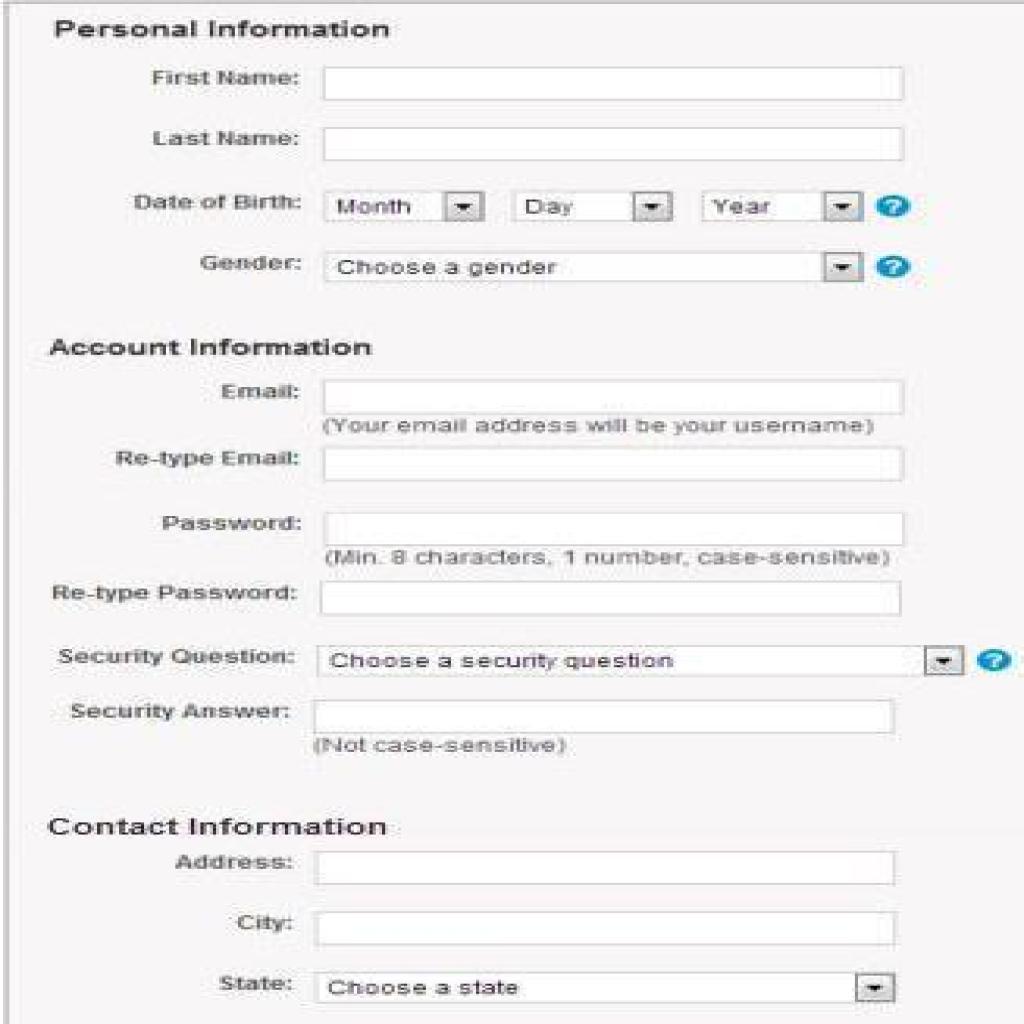 Personal Information
First Name:
Last Name:
Date of Birth: Month Day Year ?
Gender: Choose a gender ?
Account Information
Email:
(Your email address will be your username)
Re-type Email:
Password:
(Min. 8 characters, 1 number, case-sensitive)
Re-type Password:
Security Question: Choose a security question ?
Security Answer:
(Not case-sensitive)
Contact Information
Address:
City:
State: Choose a state